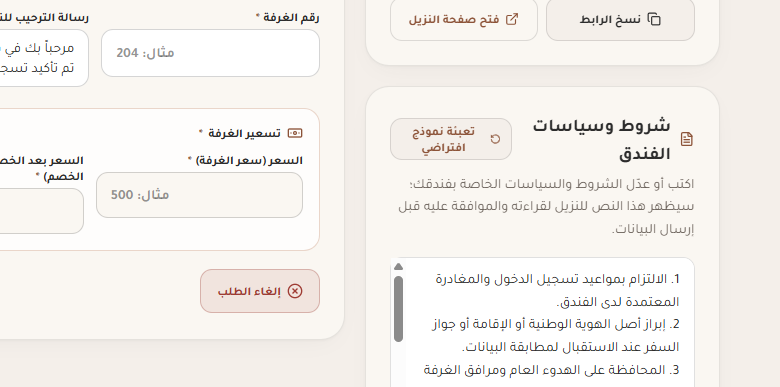 نسخ الرابط
فتح صفحة النزيل
شروط وسياسات
الفندق
تعبئة نموذج
افتراضي
اكتب أو عدّل الشروط والسياسات الخاصة بفندقك؛
سيظهر هذا النص للنزيل لقراءته والموافقة عليه قبل
إرسال البيانات.
1. الالتزام بمواعيد تسجيل الدخول والمغادرة
المعتمدة لدى الفندق.
2. إبراز أصل الهوية الوطنية أو الإقامة أو جواز
السفر عند الاستقبال لمطابقة البيانات.
3. المحافظة على الهدوء العام ومرافق الغرفة
رقم الغرفة *
مثال: 204
رسالة الترحيب
مرحباً بك في
تم تأكيد
تسعير الغرفة *
السعر (سعر الغرفة) *
مثال: 500
السعر بعد
الخصم) *
إلغاء الطلب